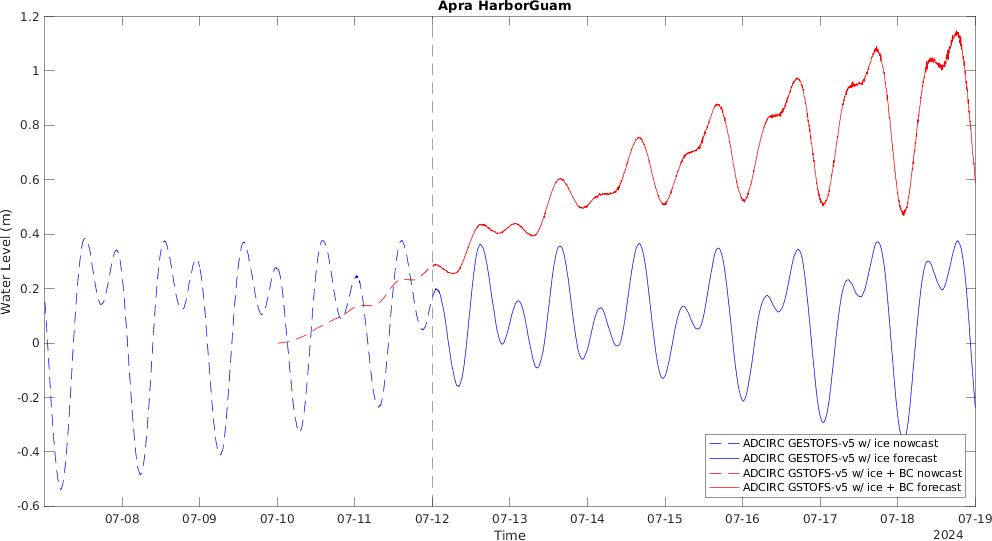 Apra HarborGuam
1.2
1
0.8
0.6
0.4
0.2
0
-0.2
-0.4
-0.6
Water Level (m)
ADCIRC GESTOFS-v5 w/ ice nowcast
ADCIRC GESTOFS-v5 w/ ice forecast
ADCIRC GSTOFS-v5 w/ ice + BC nowcast
ADCIRC GSTOFS-v5 w/ ice + BC forecast
07-08 07-09 07-10 07-11 07-12 07-13 07-14 07-15 07-16 07-17 07-18 07-19
Time
2024